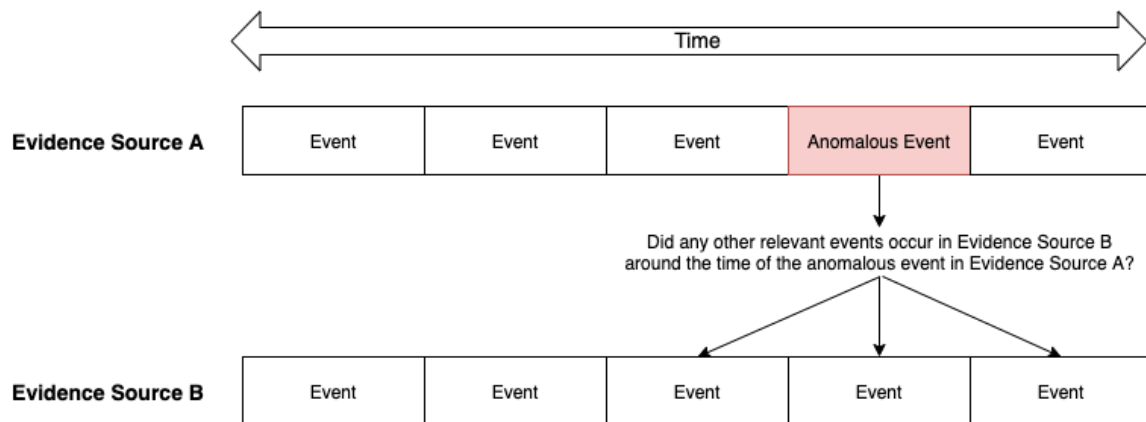 Time
Evidence Source A
Event
Event
Event
Anomalous Event
Event
Did any other relevant events occur in Evidence Source B
around the time of the anomalous event in Evidence Source A?
Evidence Source B
Event
Event
Event
Event
Event